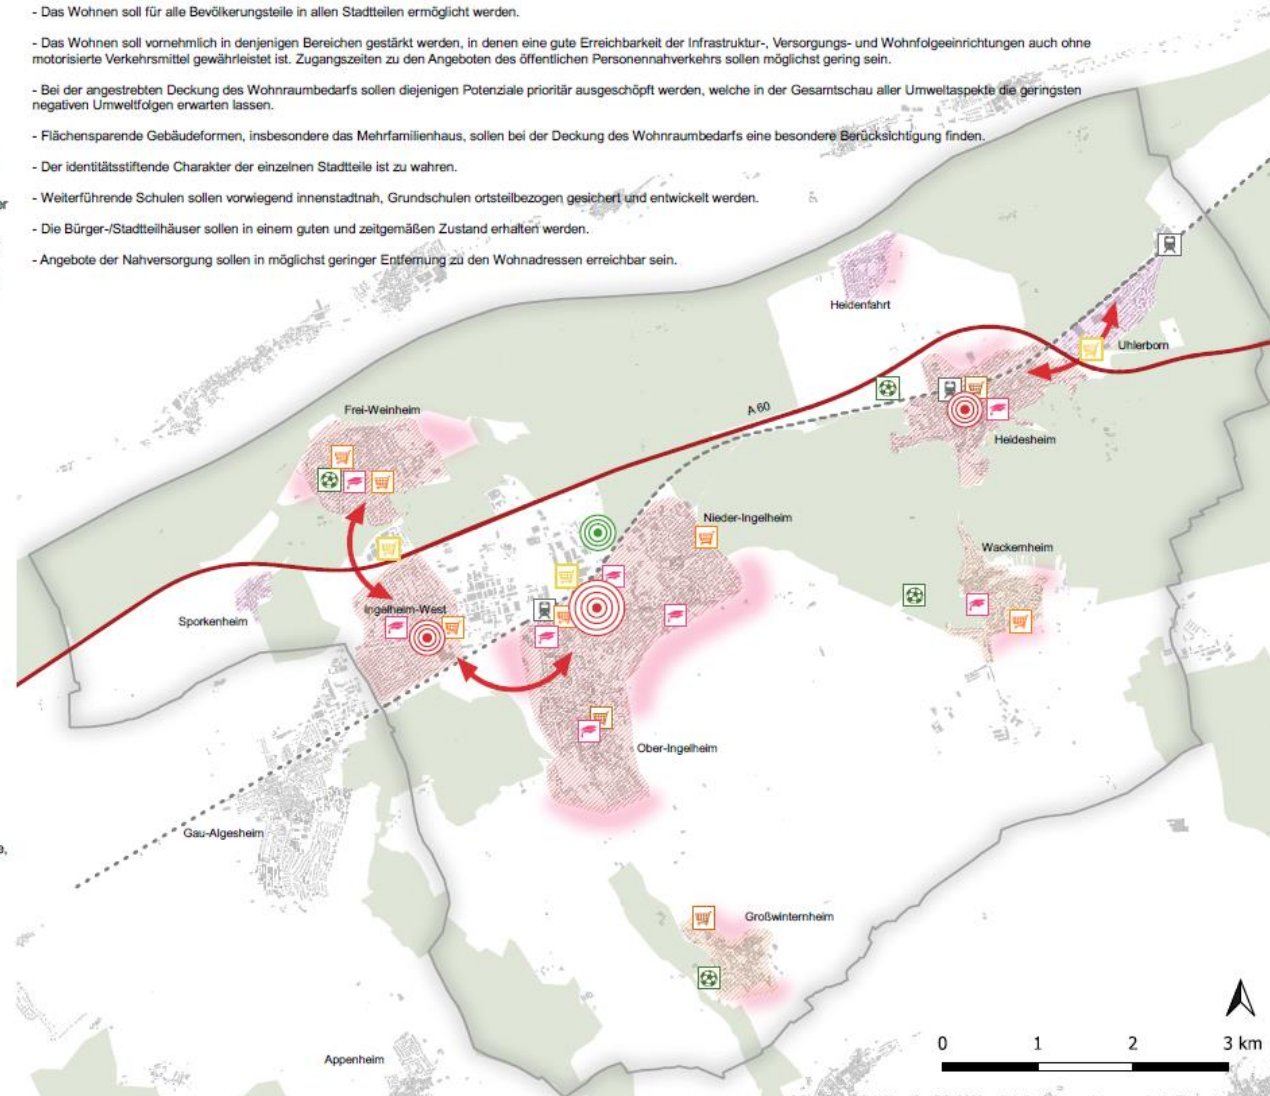 - Das Wohnen soll für alle Bevölkerungsteile in allen Stadtteilen ermöglicht werden.
- Das Wohnen soll vornehmlich in denjenigen Bereichen gestärkt werden, in denen eine gute Erreichbarkeit der Infrastruktur-, Versorgungs- und Wohnfolgeeinrichtungen auch ohne
motorisierte Verkehrsmittel gewährleistet ist. Zugangszeiten zu den Angeboten des öffentlichen Personennahverkehrs sollen möglichst gering sein.
- Bei der angestrebten Deckung des Wohnraumbedarfs sollen diejenigen Potenziale prioritär ausgeschöpft werden, welche in der Gesamtschau aller Umweltaspekte die geringsten
negativen Umweltfolgen erwarten lassen.
- Flächensparende Gebäudeformen, insbesondere das Mehrfamilienhaus, sollen bei der Deckung des Wohnraumbedarfs eine besondere Berücksichtigung finden.
- Der identitätsstiftende Charakter der einzelnen Stadtteile ist zu wahren.
- Weiterführende Schulen sollen vorwiegend innenstadtnah, Grundschulen ortsteilbezogen gesichert und entwickelt werden.
- Die Bürger-/Stadtteilhäuser sollen in einem guten und zeitgemäßen Zustand erhalten werden.
- Angebote der Nahversorgung sollen in möglichst geringer Entfernung zu den Wohnadressen erreichbar sein.
er
Heidenfahrt
Uhlerborn
A 60
Frei-Weinheim
Heidesheim
Nieder-Ingelheim
Wackernheim
Ingelheim-West
Sporkenheim
Ober-Ingelheim
Gau-Algesheim
e,
Großwinternheim
Appenheim
0 1 2 3 km